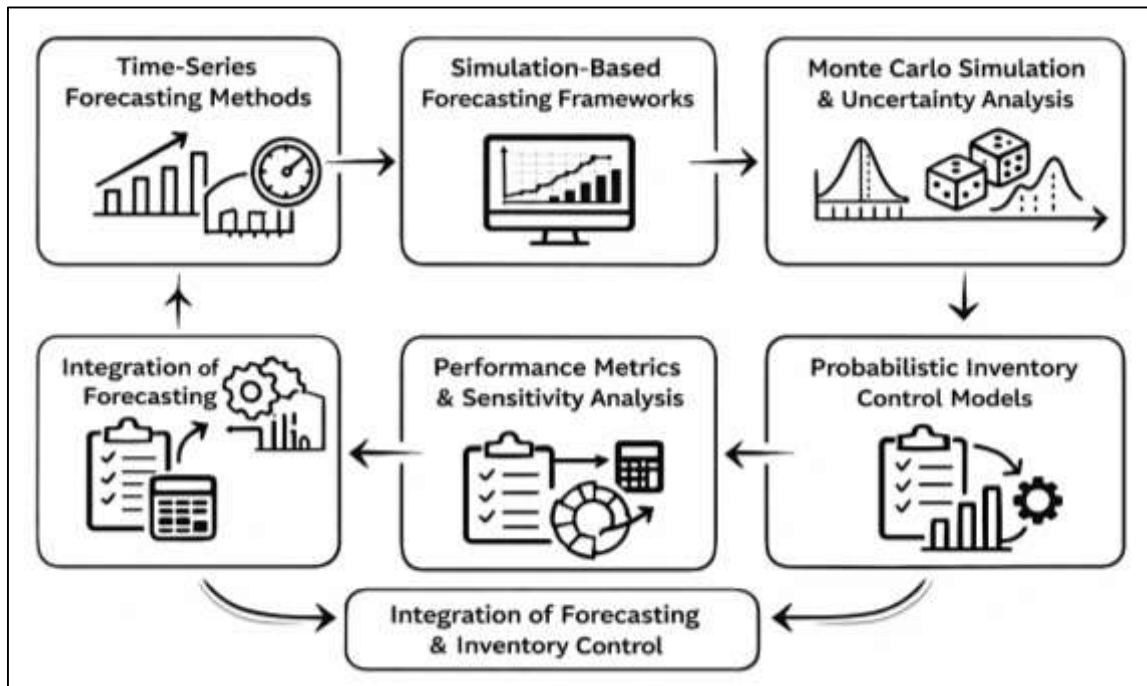 Time-Series
Forecasting Methods
Simulation-Based
Forecasting Frameworks
Monte Carlo Simulation
& Uncertainty Analysis
Integration of
Forecasting
Performance Metrics
& Sensitivity Analysis
Probabilistic Inventory
Control Models
Integration of Forecasting
& Inventory Control